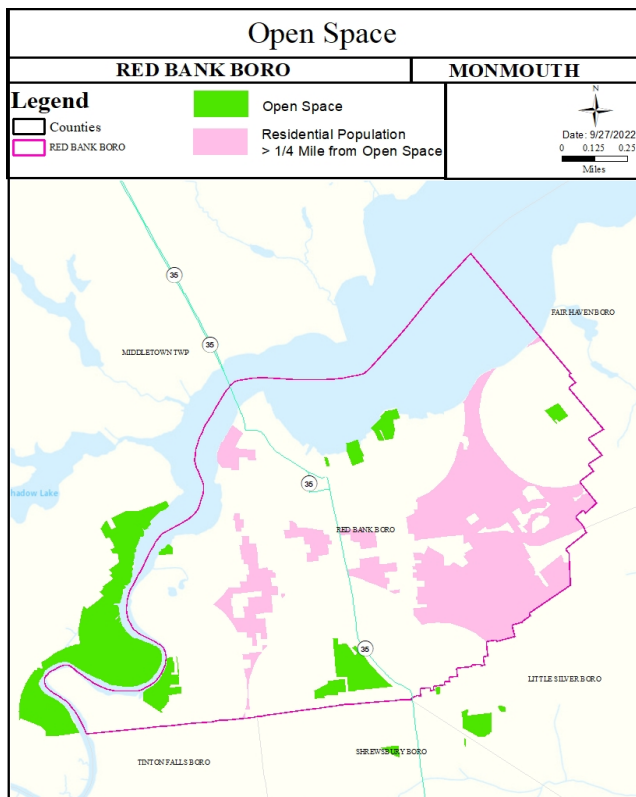 Open Space
RED BANK BORO
MONMOUTH
Legend
Counties
RED BANK BORO
Open Space
Residential Population
> 1/4 Mile from Open Space
N
Date: 9/27/2022
0 0.125 0.25
Miles
35
FAIR HAVEN BORO
35
MIDDLETOWN TWP
hadow Lake
35
RED BANK BORO
35
LITTLE SILVER BORO
SHREWSBURY BORO
TINTON FALLS BORO